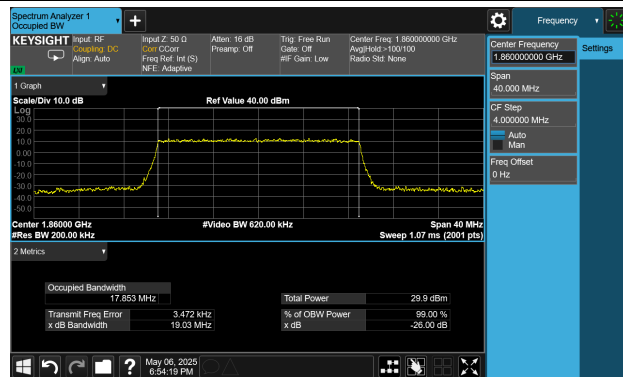 Spectrum Analyzer 1
Occupied BW
Frequency
KEYSIGHT Input: RF Input Z: 50 Ω Atten: 16 dB Trig: Free Run Center Freq: 1.860000000 GHz
Coupling: DC Corr CCorr Preamp: Off Gate: Off Avg|Hold:>100/100
Align: Auto Freq Ref: Int (S) #IF Gain: Low Radio Std: None
NFE: Adaptive
Center Frequency
1.860000000 GHz
Settings
Span
40.000 MHz
CF Step
4.000000 MHz
Auto
Man
Freq Offset
0 Hz
1 Graph
Scale/Div 10.0 dB Ref Value 40.00 dBm
Log
30.0
20.0
10.0
0.00
-10.0
-20.0
-30.0
-40.0
-50.0
Center 1.86000 GHz #Video BW 620.00 kHz Span 40 MHz
#Res BW 200.00 kHz Sweep 1.07 ms (2001 pts)
2 Metrics
Occupied Bandwidth
17.853 MHz Total Power 29.9 dBm
Transmit Freq Error 3.472 kHz % of OBW Power 99.00 %
x dB Bandwidth 19.03 MHz x dB -26.00 dB
?
May 06, 2025
6:54:19 PM